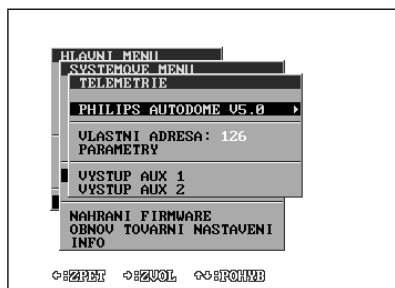 HLAVNI MENU
SYSTEMOVE MENU
TELEMETRIE
PHILIPS AUTODOME V5.0
VLASTNI ADRESA: 126
PARAMETRY
VYSTUP AUX 1
VYSTUP AUX 2
NAHRANI FIRMWARE
OBNOV TOVARNI NASTAVENI
INFO
:ZPET :ZVOL :POHYB